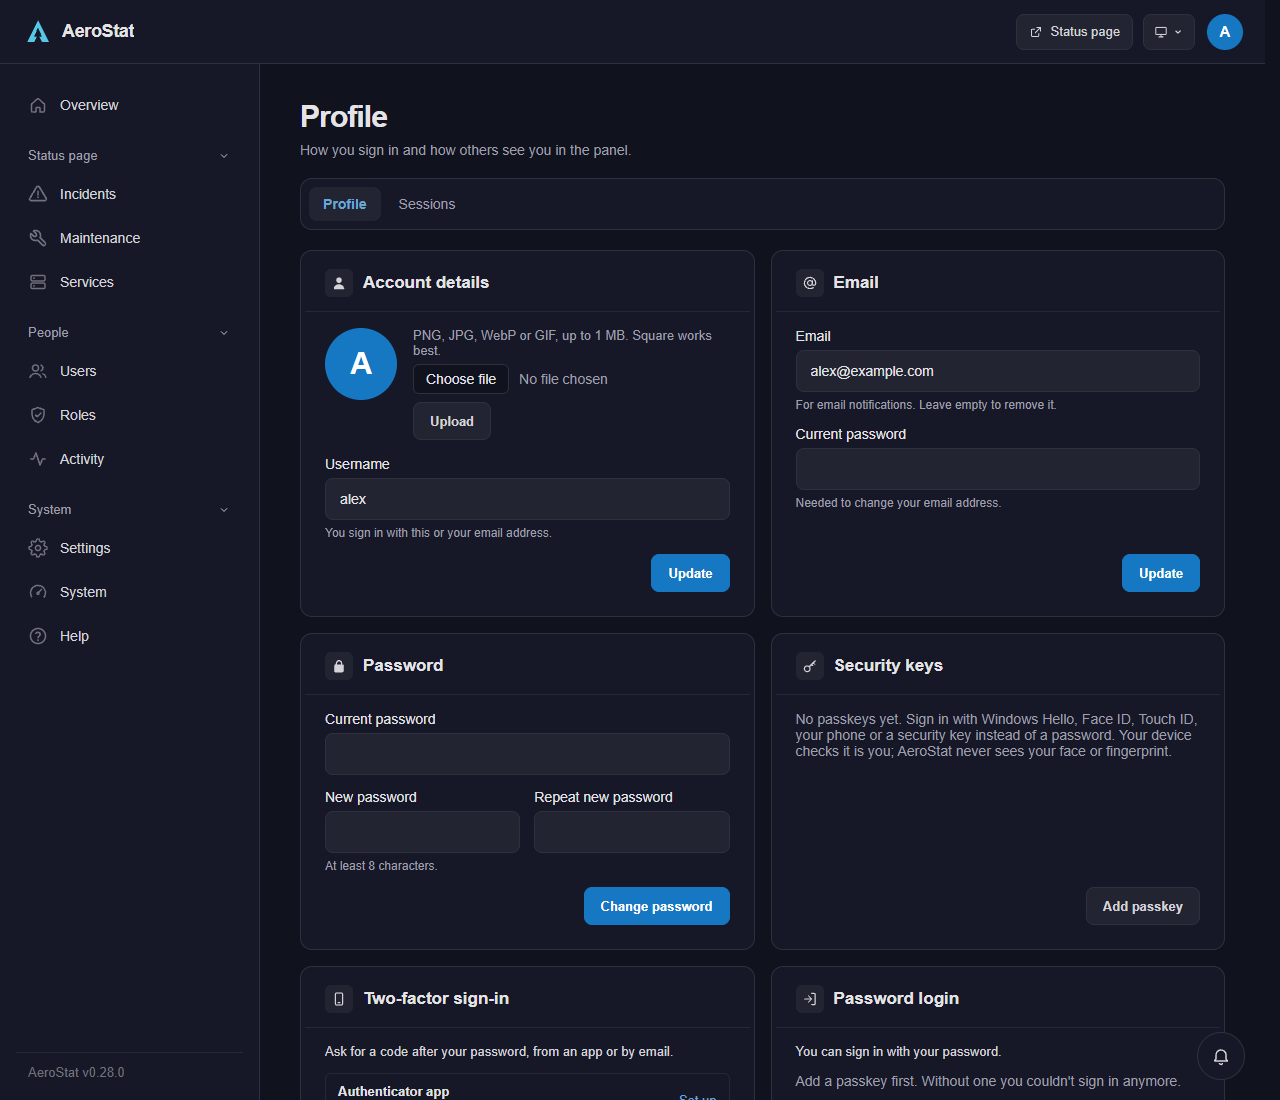 AeroStat
Status page
A
Overview
Status page
Incidents
Maintenance
Services
People
Users
Roles
Activity
System
Settings
System
Help
AeroStat v0.28.0
Profile
How you sign in and how others see you in the panel.
Profile
Sessions
Account details
A
PNG, JPG, WebP or GIF, up to 1 MB. Square works
best.
Choose file No file chosen
Upload
Username
alex
You sign in with this or your email address.
Update
Email
Email
alex@example.com
For email notifications. Leave empty to remove it.
Current password
Needed to change your email address.
Update
Password
Current password
New password
Repeat new password
At least 8 characters.
Change password
Security keys
No passkeys yet. Sign in with Windows Hello, Face ID, Touch ID,
your phone or a security key instead of a password. Your device
checks it is you; AeroStat never sees your face or fingerprint.
Add passkey
Two-factor sign-in
Ask for a code after your password, from an app or by email.
Authenticator app
Set up
Password login
You can sign in with your password.
Add a passkey first. Without one you couldn't sign in anymore.